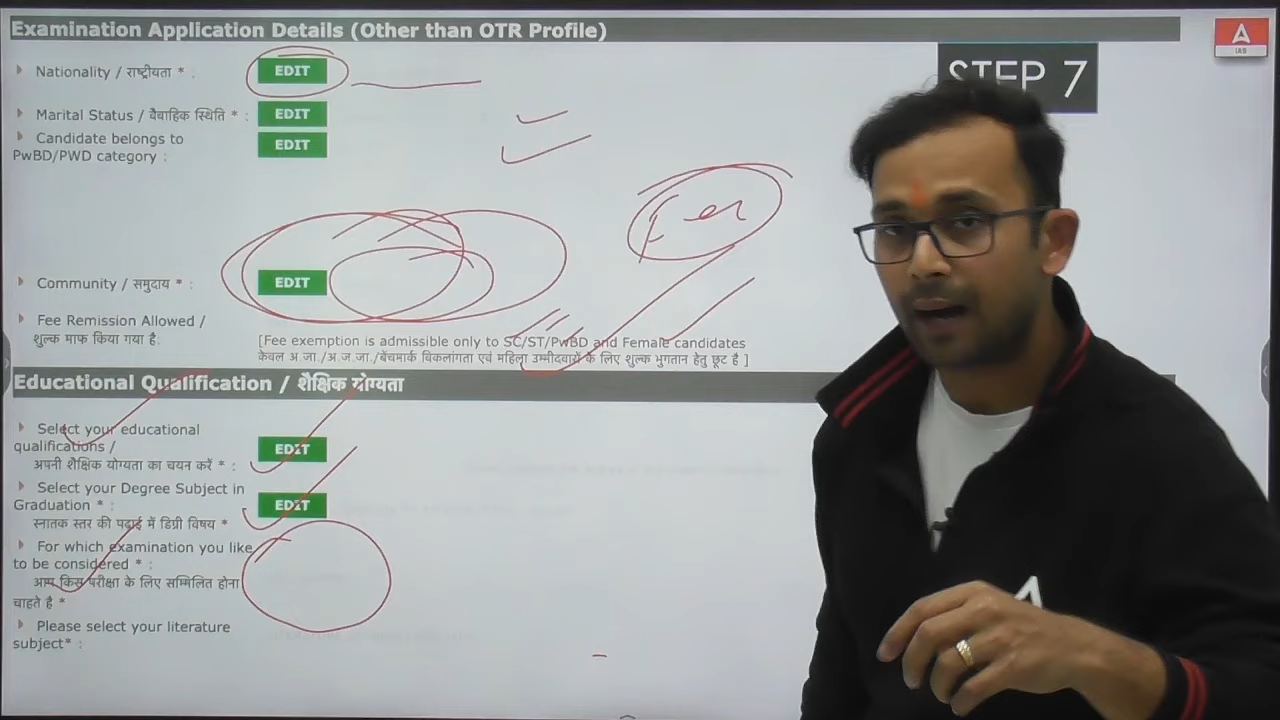 Examination Application Details (Other than OTR Profile)
A
IAS
STEP 7
Nationality / राष्ट्रीयता * :
EDIT
Marital Status / वैवाहिक स्थिति * :
EDIT
Candidate belongs to
PwBD/PWD category :
EDIT
Community / समुदाय * :
EDIT
Fee Remission Allowed /
शुल्क माफ किया गया है:
[Fee exemption is admissible only to SC/ST/PwBD and Female candidates
केवल अ.जा./अ.ज.जा./बेंचमार्क विकलांगता एवं महिला उम्मीदवारों के लिए शुल्क भुगतान हेतु छूट है ]
Educational Qualification / शैक्षिक योग्यता
Select your educational
qualifications /
अपनी शैक्षिक योग्यता का चयन करें * :
EDIT
Select your Degree Subject in
Graduation * :
स्नातक स्तर की पढ़ाई में डिग्री विषय *
EDIT
For which examination you like
to be considered * :
आप किस परीक्षा के लिए सम्मिलित होना
चाहते है *
Please select your literature
subject* :